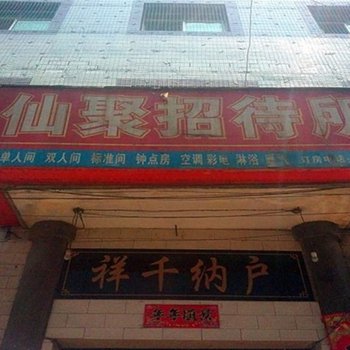 仙聚招待所
单人间 双人间 标准间 钟点房 空调 彩电 淋浴
祥千纳户